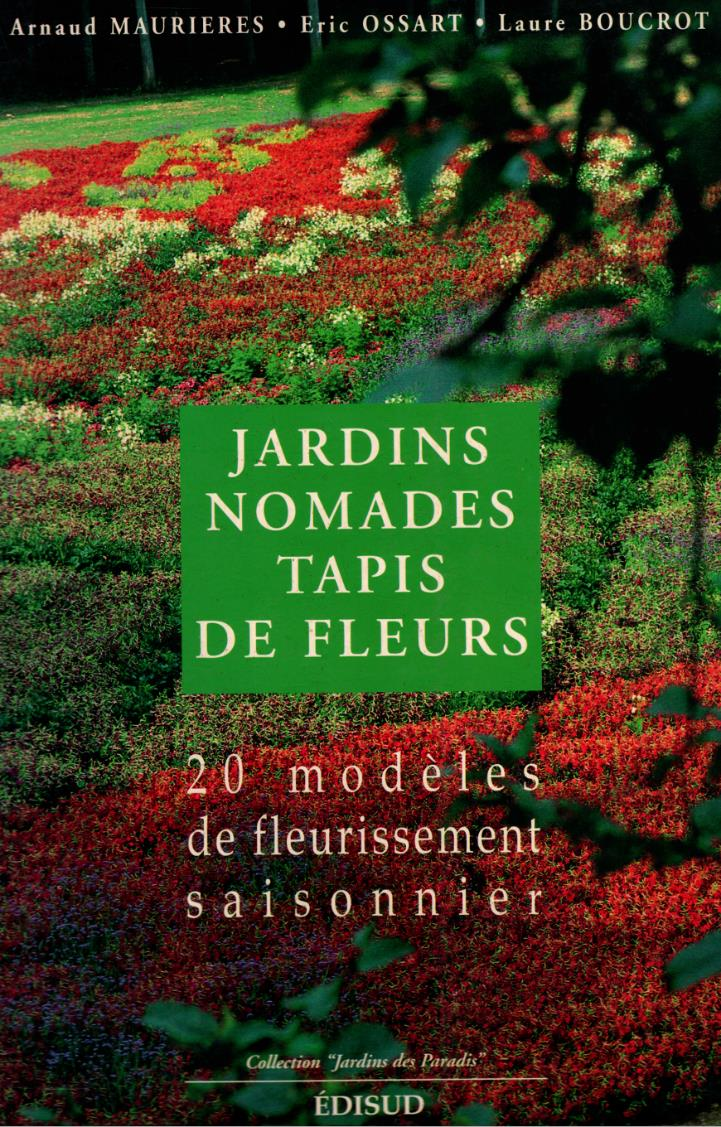 Arnaud MAURIERES • Eric OSSART • Laure BOUCROT
JARDINS
NOMADES
TAPIS
DE FLEURS
20 modèles
de fleurissement
saisonnier
Collection "Jardins des Paradis"
ÉDISUD